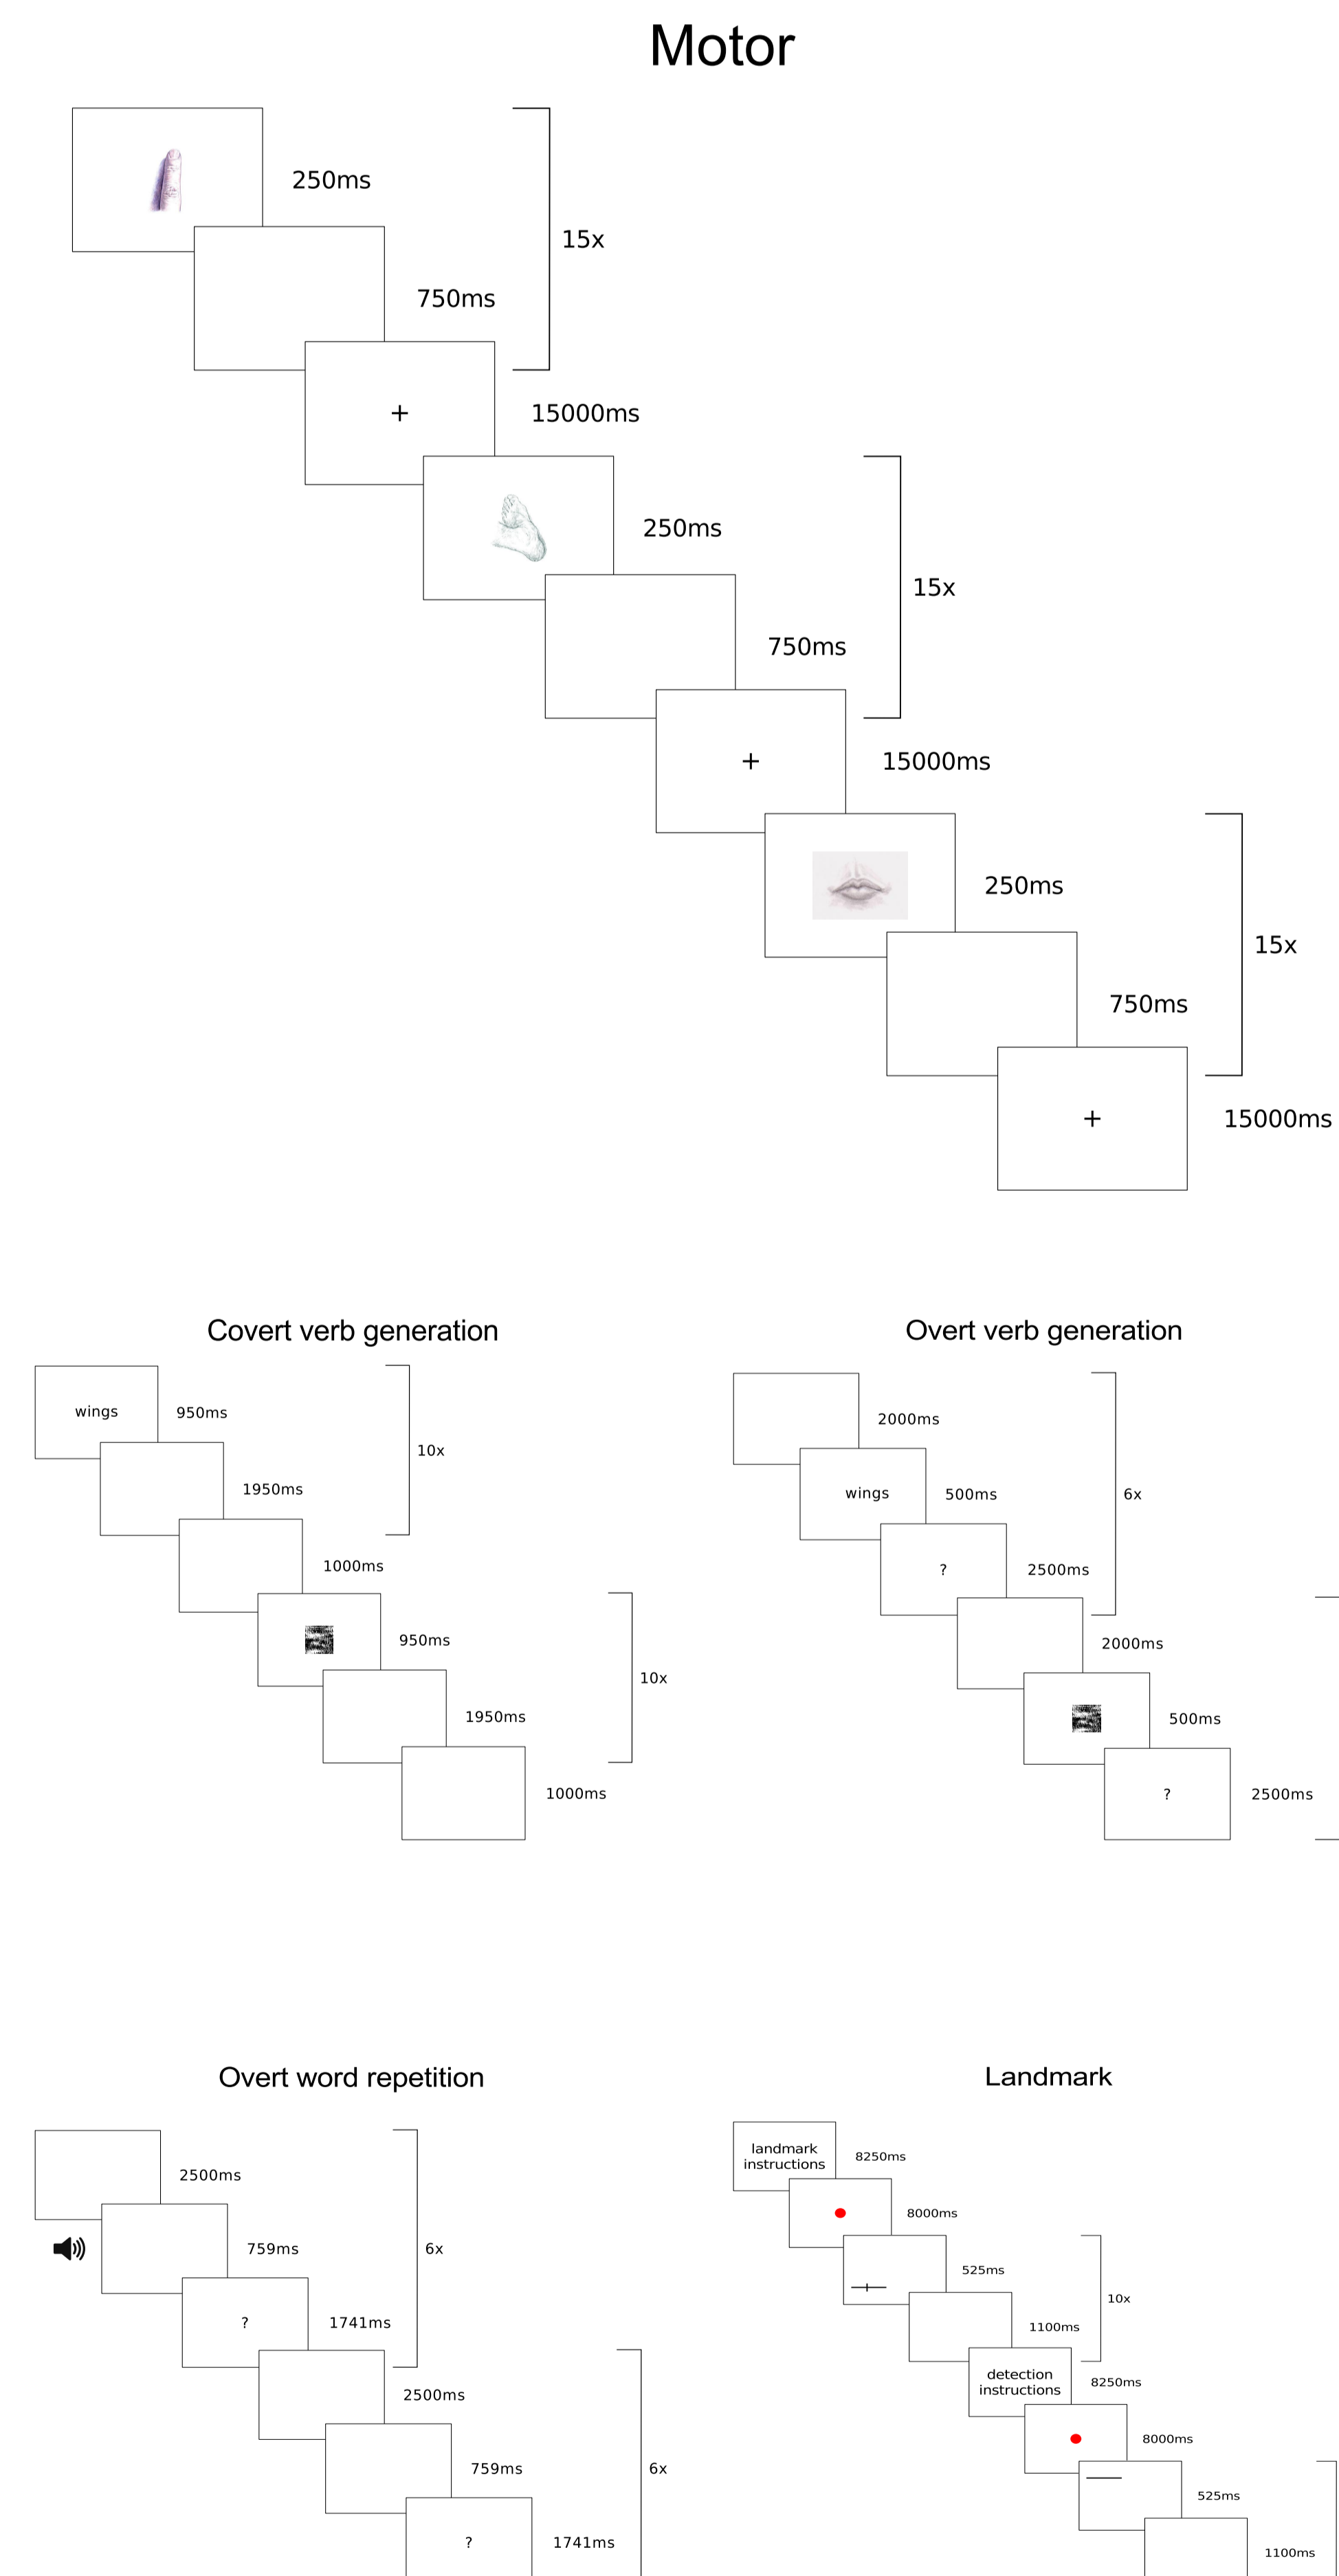 Motor
250ms
15x
750ms
+
15000ms
250ms
15x
750ms
+
15000ms
250ms
15x
750ms
+
15000ms
Covert verb generation
wings
950ms
10x
1950ms
1000ms
950ms
10x
1950ms
1000ms
Overt verb generation
2000ms
wings
500ms
6x
?
2500ms
2000ms
500ms
?
2500ms
Overt word repetition
2500ms
759ms
6x
?
1741ms
2500ms
759ms
6x
?
1741ms
Landmark
landmark
instructions
8250ms
8000ms
525ms
10x
1100ms
detection
instructions
8250ms
8000ms
525ms
1100ms